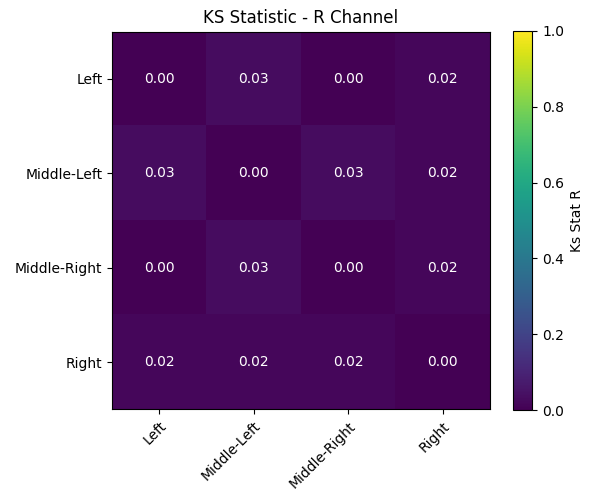 KS Statistic - R Channel
Left
0.00 0.03 0.00 0.02
Middle-Left
0.03 0.00 0.03 0.02
Middle-Right
0.00 0.03 0.00 0.02
Right
0.02 0.02 0.02 0.00
Left Middle-Left Middle-Right Right
1.0
0.8
0.6
0.4
0.2
0.0
Ks Stat R